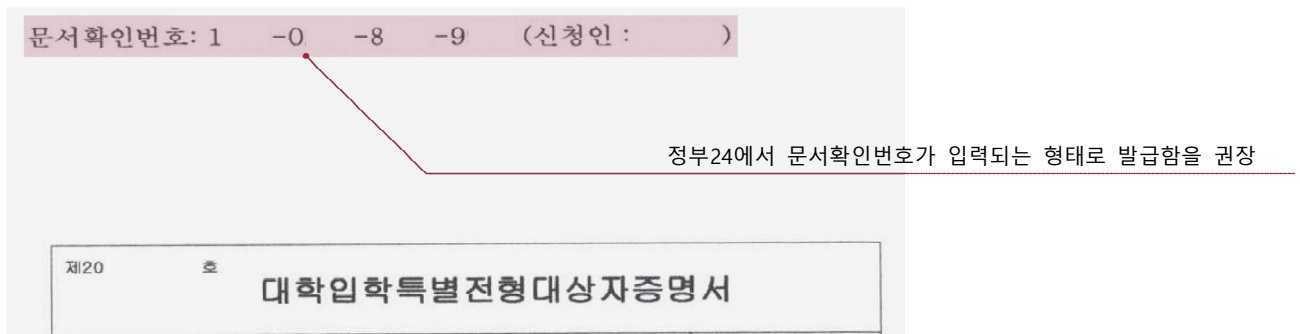 문서확인번호: 1 -0 -8 -9 (신청인 : )
정부24에서 문서확인번호가 입력되는 형태로 발급함을 권장
제20 호
대학입학특별전형대상자증명서